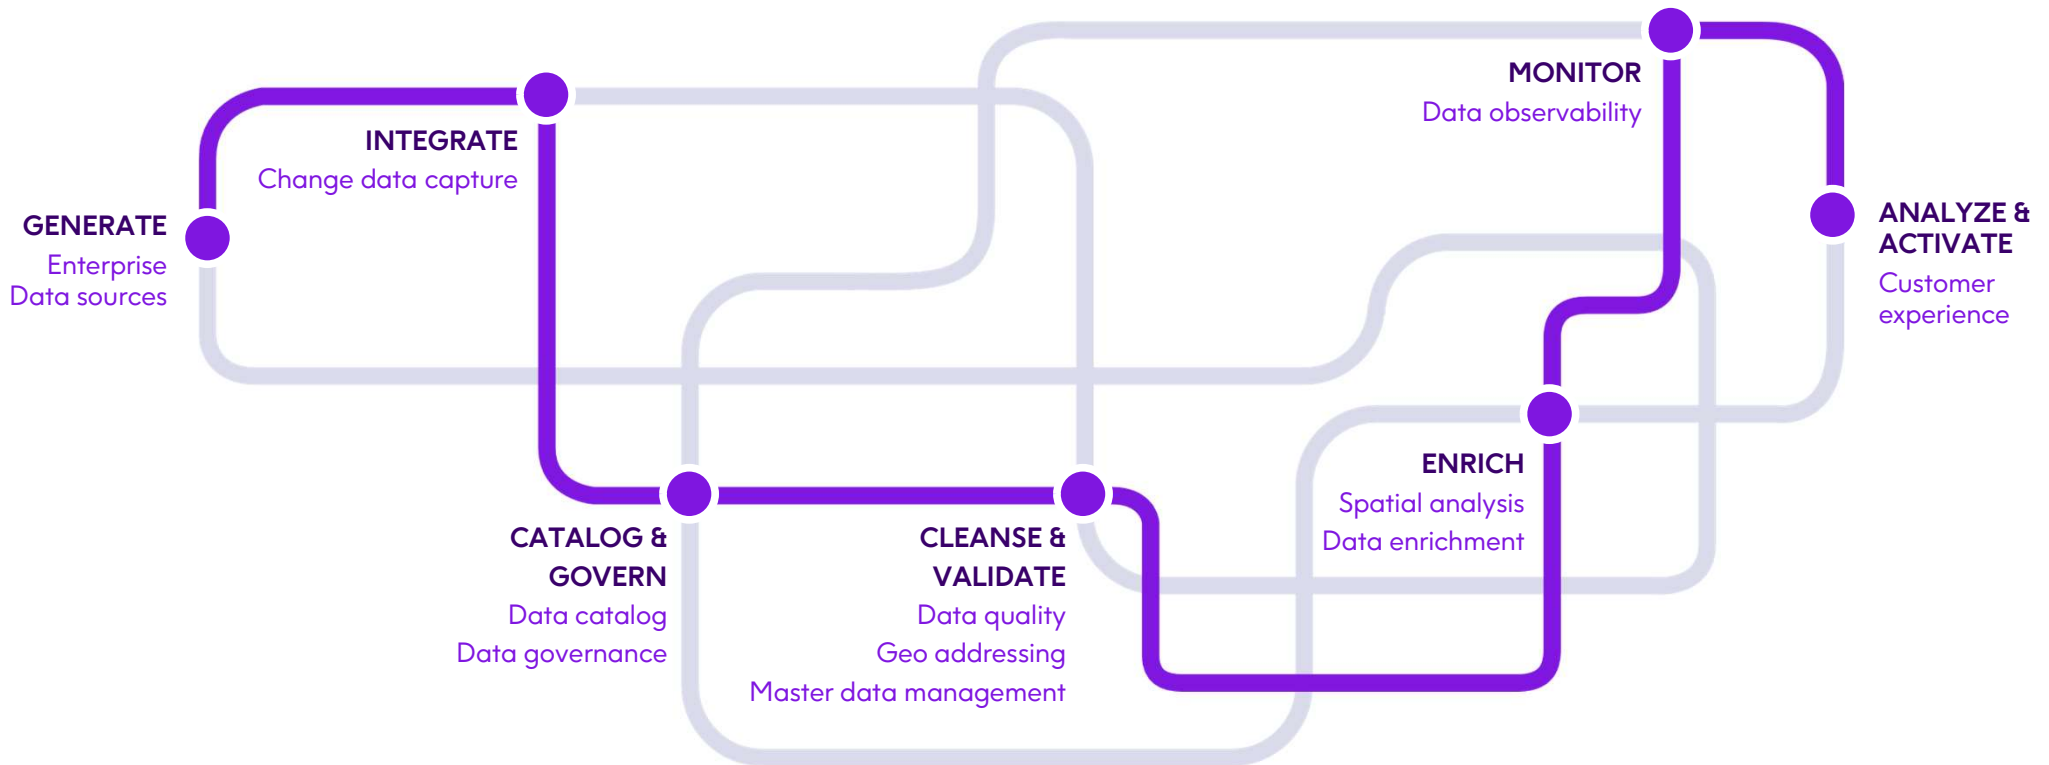 GENERATE
Enterprise
Data sources
INTEGRATE
Change data capture
CATALOG &
GOVERN
Data catalog
Data governance
CLEANSE &
VALIDATE
Data quality
Geo addressing
Master data management
ENRICH
Spatial analysis
Data enrichment
MONITOR
Data observability
ANALYZE &
ACTIVATE
Customer
experience